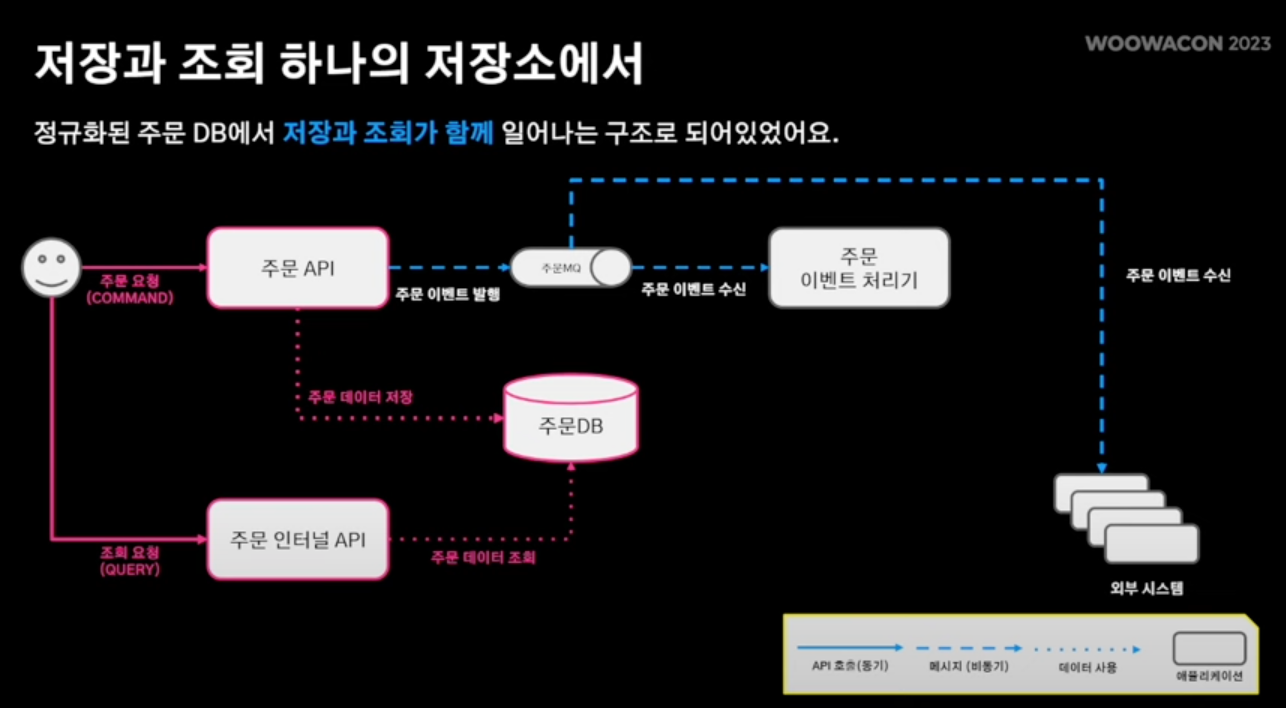 저장과 조회 하나의 저장소에서
WOOWACON 2023
정규화된 주문 DB에서 저장과 조회가 함께 일어나는 구조로 되어있었어요.
주문 요청
(COMMAND)
주문 API
주문 이벤트 발행
주문MQ
주문 이벤트 수신
주문
이벤트 처리기
주문 이벤트 수신
주문 데이터 저장
주문DB
조회 요청
(QUERY)
주문 인터널 API
주문 데이터 조회
외부 시스템
API 호출(동기)
메시지 (비동기)
데이터 사용
애플리케이션